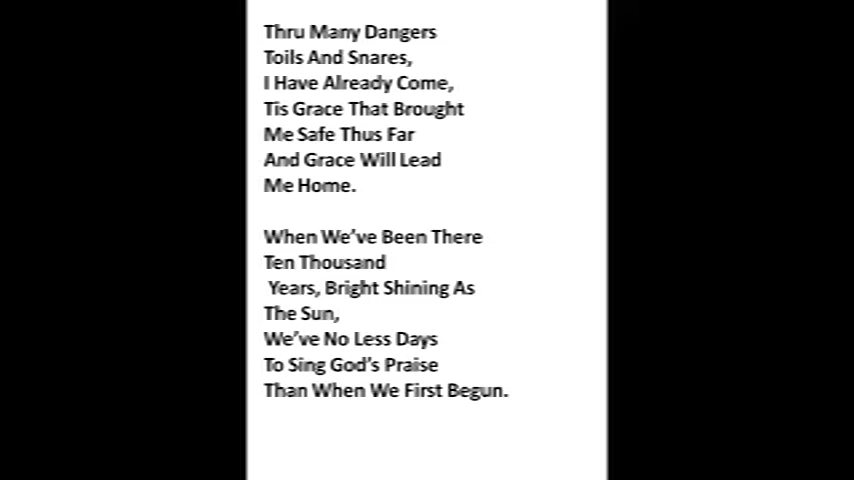 Thru Many Dangers
Toils And Snares,
I Have Already Come,
Tis Grace That Brought
Me Safe Thus Far
And Grace Will Lead
Me Home.
When We've Been There
Ten Thousand
Years, Bright Shining As
The Sun,
We've No Less Days
To Sing God's Praise
Than When We First Begun.